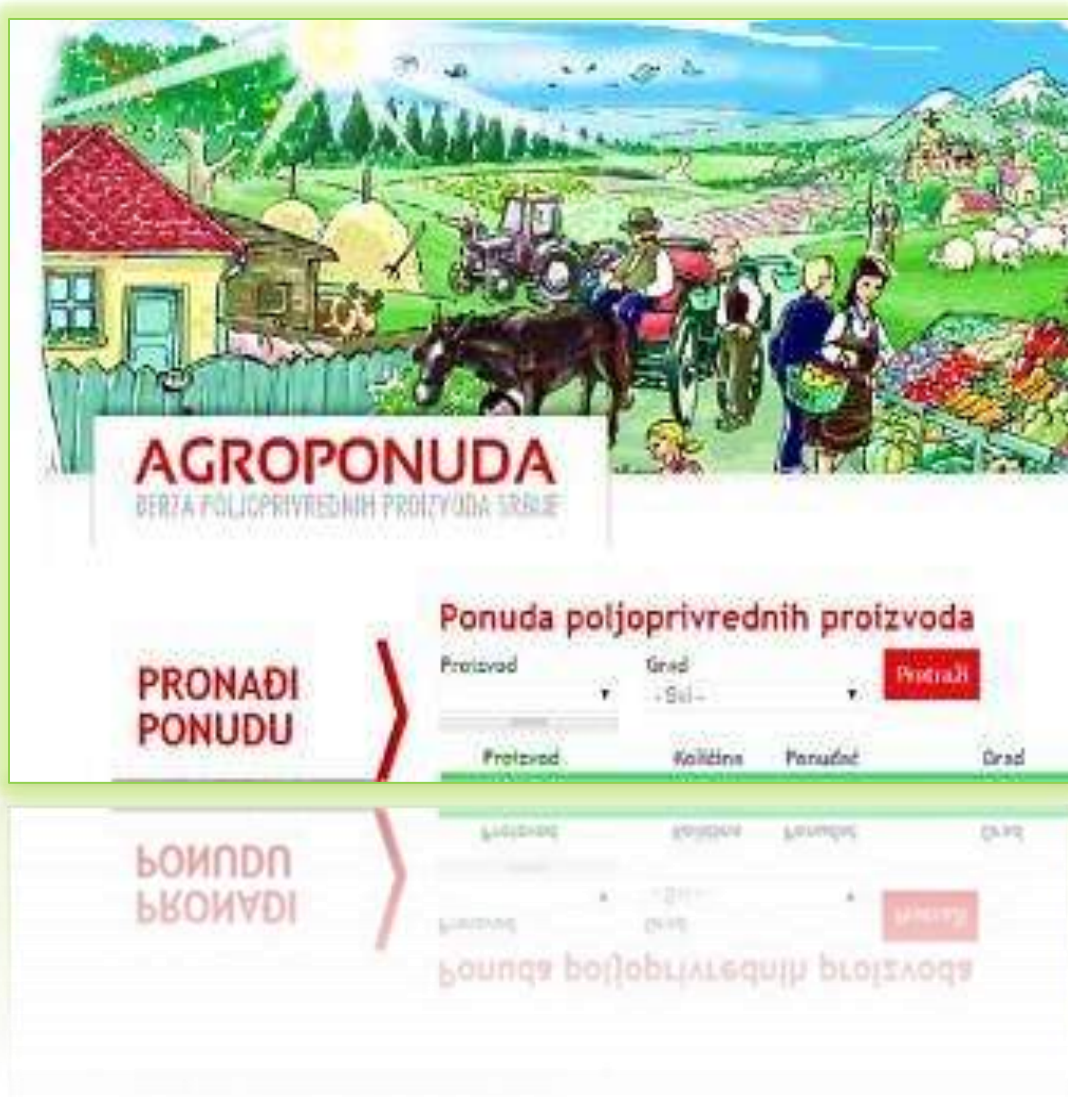 AGROPONUDA
BERZA POLJOPRIVREDNIH PROIZVODA SRBIJE
Ponuda poljoprivrednih proizvoda
PRONAĐI
PONUDU
Proizvod Grad Pretraži
- Svi -
Proizvod Količina Ponuđač Grad